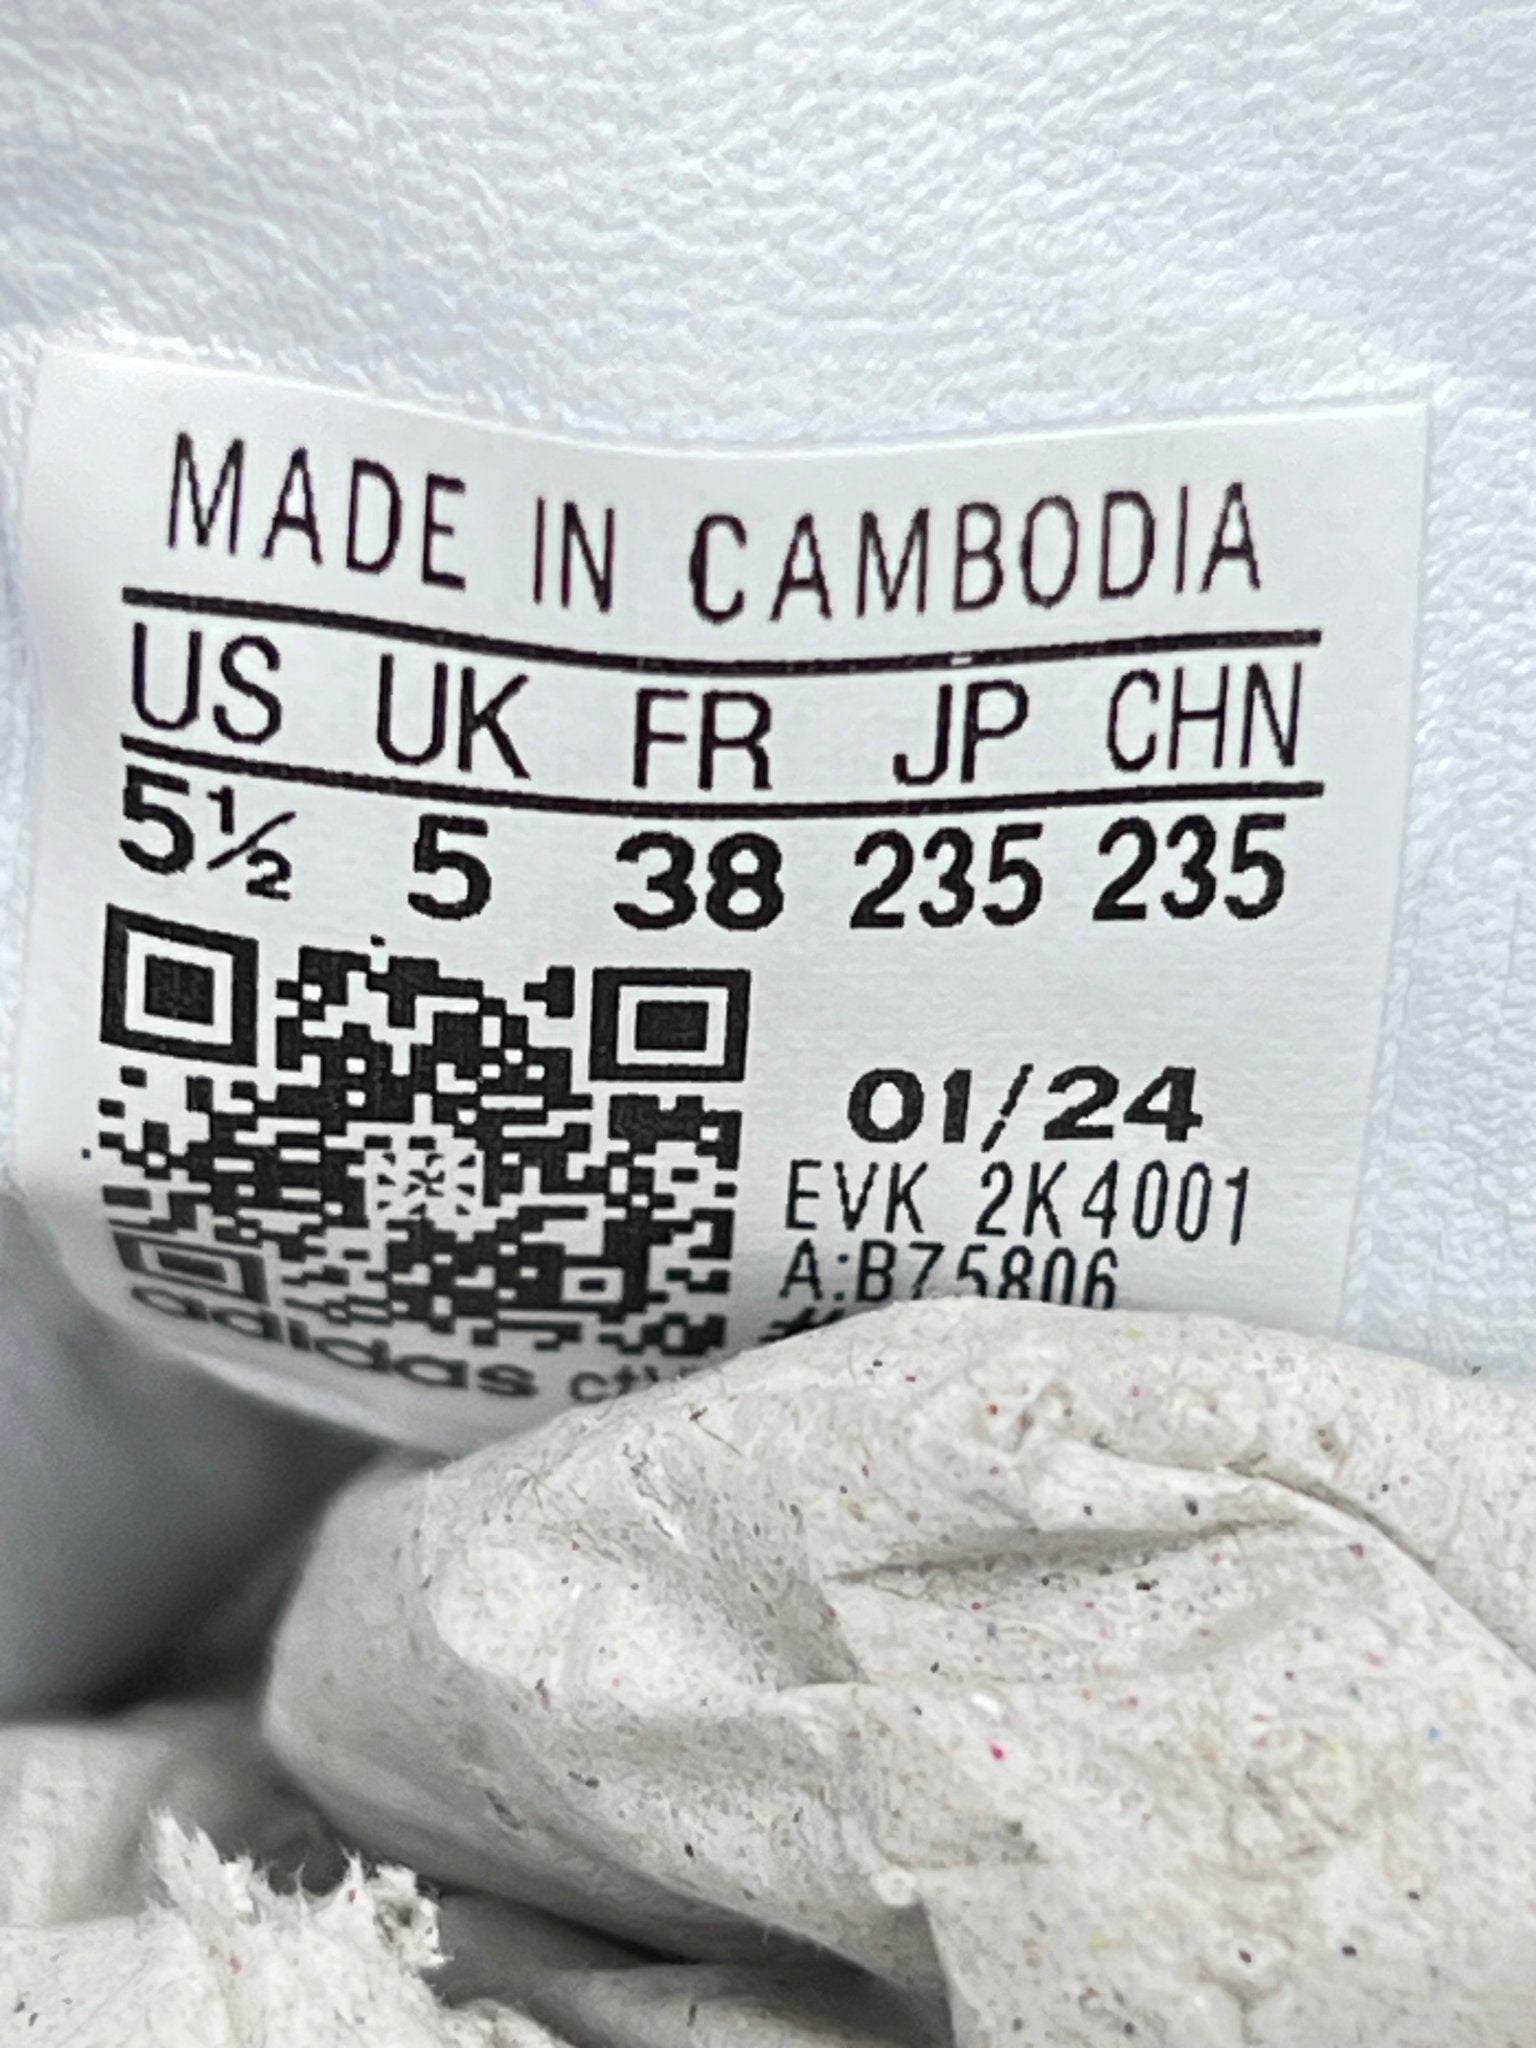 MADE IN CAMBODIA
US UK FR JP CHN
5½ 5 38 235 235
01/24
EVK 2K4001
A:B75806
adidas